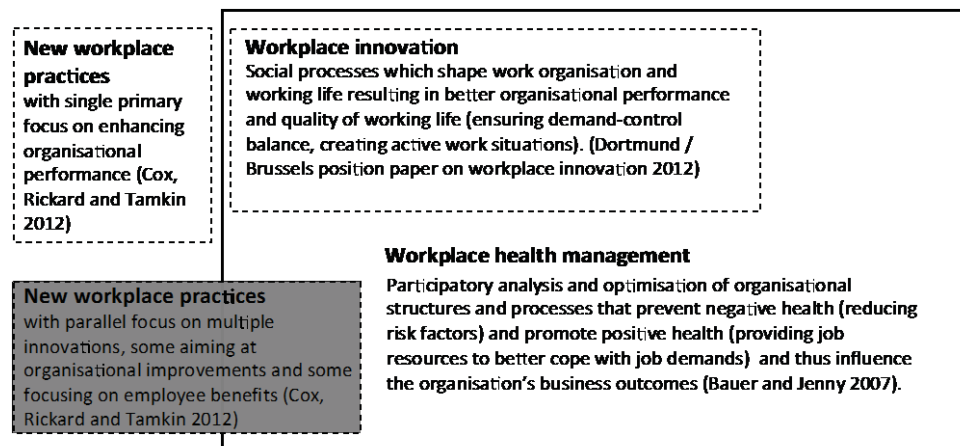 New workplace
practices
with single primary
focus on enhancing
organisational
performance (Cox,
Rickard and Tamkin
2012)
Workplace innovation
Social processes which shape work organisation and
working life resulting in better organisational performance
and quality of working life (ensuring demand-control
balance, creating active work situations). (Dortmund /
Brussels position paper on workplace innovation 2012)
New workplace practices
with parallel focus on multiple
innovations, some aiming at
organisational improvements and some
focusing on employee benefits (Cox,
Rickard and Tamkin 2012)
Workplace health management
Participatory analysis and optimisation of organisational
structures and processes that prevent negative health (reducing
risk factors) and promote positive health (providing job
resources to better cope with job demands) and thus influence
the organisation's business outcomes (Bauer and Jenny 2007).